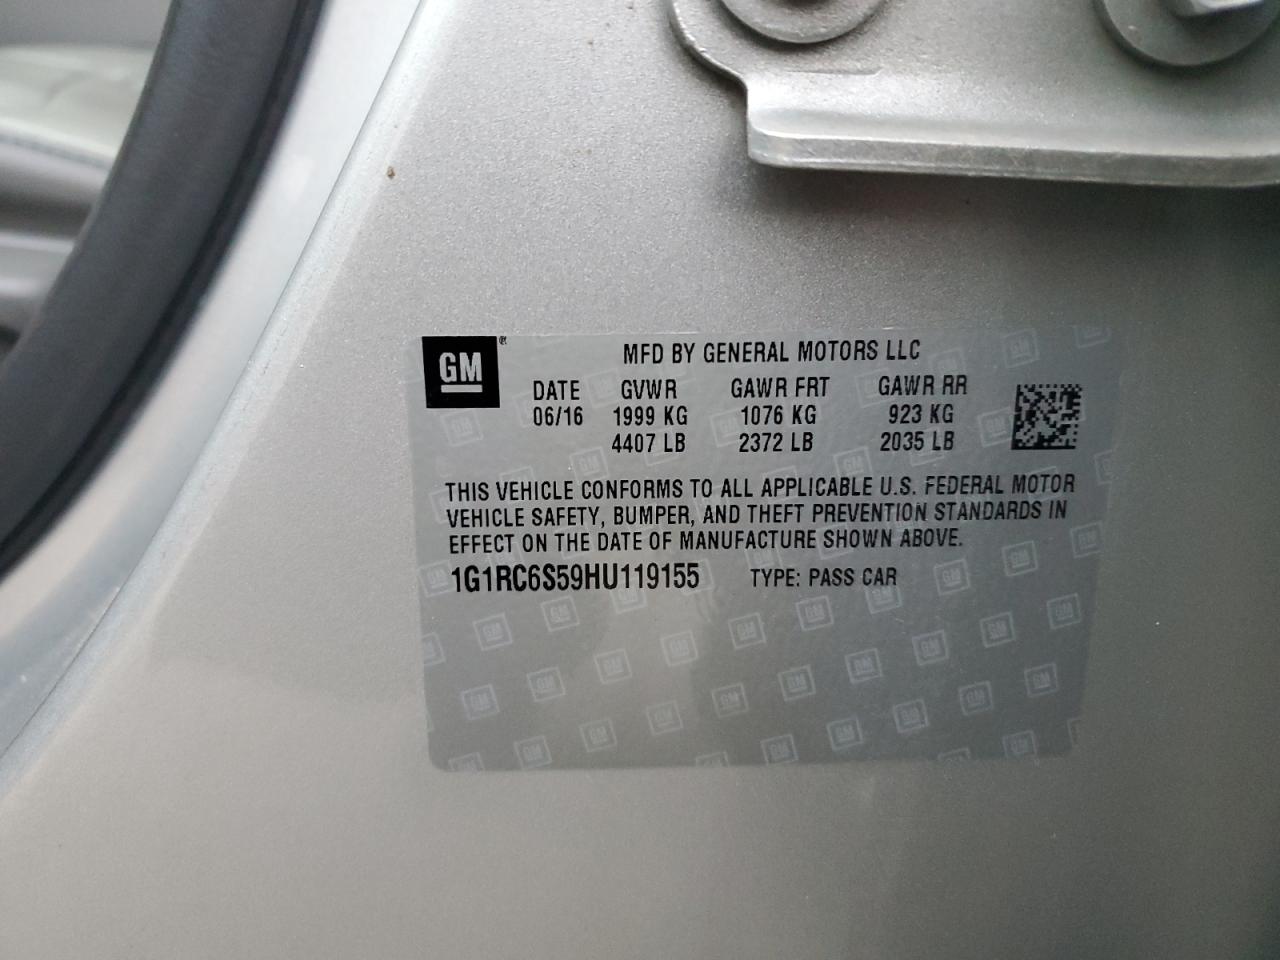 GM®
MFD BY GENERAL MOTORS LLC
DATE GVWR GAWR FRT GAWR RR
06/16 1999 KG 1076 KG 923 KG
4407 LB 2372 LB 2035 LB
THIS VEHICLE CONFORMS TO ALL APPLICABLE U.S. FEDERAL MOTOR
VEHICLE SAFETY, BUMPER, AND THEFT PREVENTION STANDARDS IN
EFFECT ON THE DATE OF MANUFACTURE SHOWN ABOVE.
1G1RC6S59HU119155 TYPE: PASS CAR